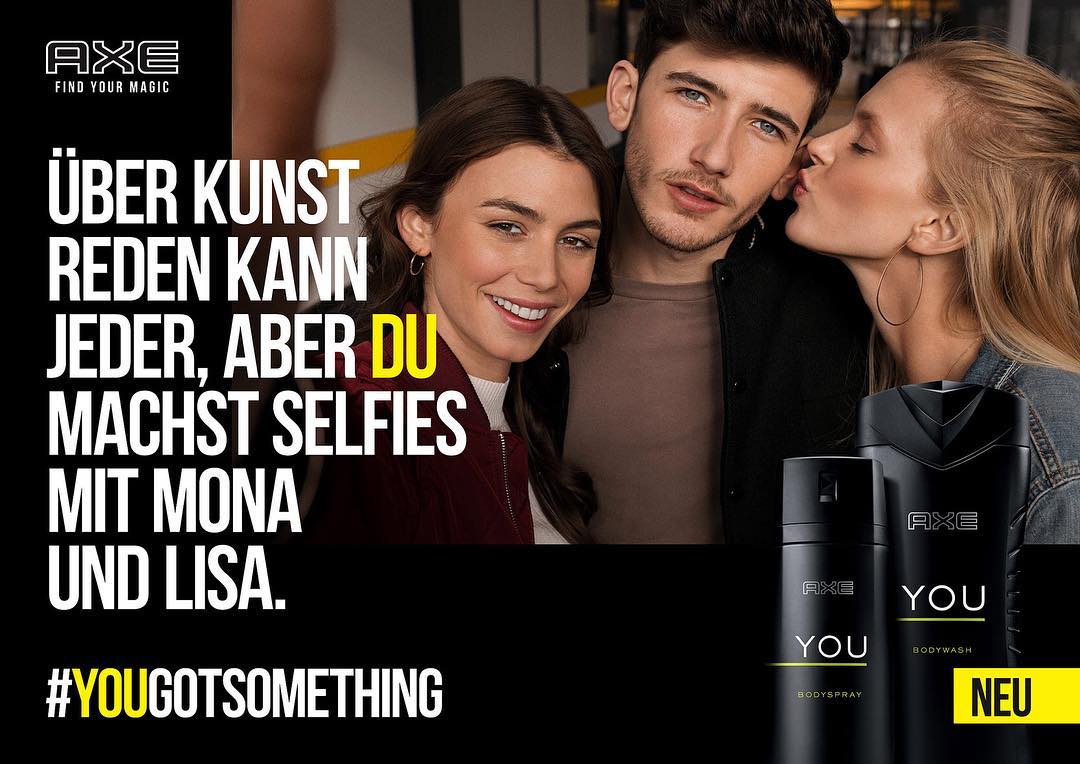 AXE
FIND YOUR MAGIC
ÜBER KUNST
REDEN KANN
JEDER, ABER DU
MACHST SELFIES
MIT MONA
UND LISA.
#YOUGOTSOMETHING
AXE
YOU
BODYSPRAY
AXE
YOU
BODYWASH
NEU